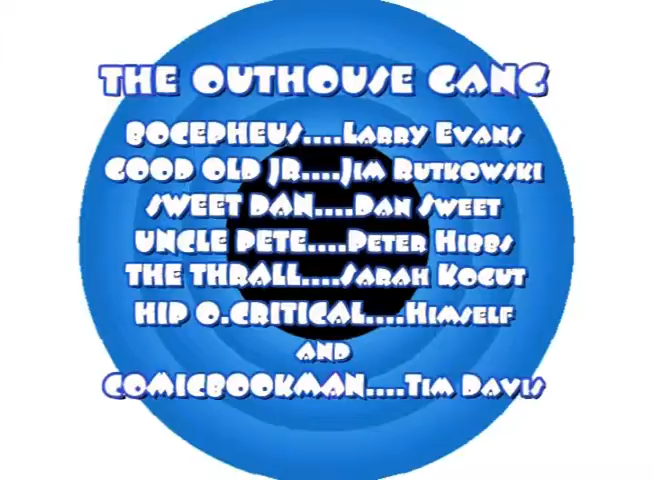 THE OUTHOUSE GANG
BOCEPHEUS....Larry Evans
GOOD OLD JR....Jim Rutkowski
SWEET DAN....Dan Sweet
UNCLE PETE....Peter Hibbs
THE THRALL....Sarah Kogut
HIP O.CRITICAL....Himself
AND
COMICBOOKMAN....Tim Davis